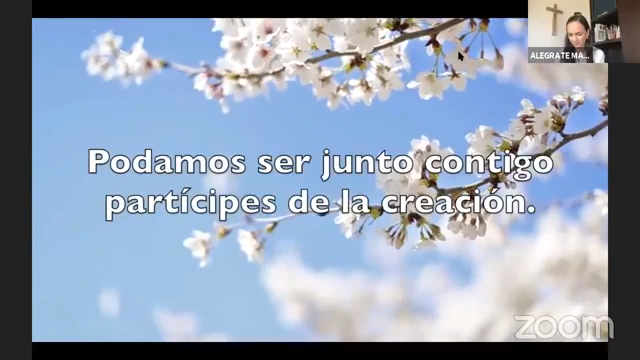 ALEGRATE MA...
Podamos ser junto contigo
partícipes de la creación.
zoom